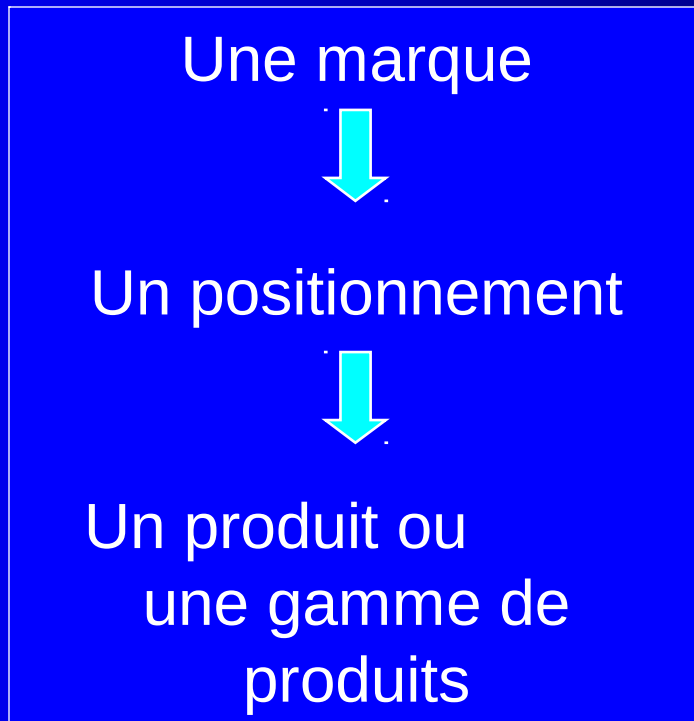 Une marque
Un positionnement
Un produit ou
une gamme de
produits